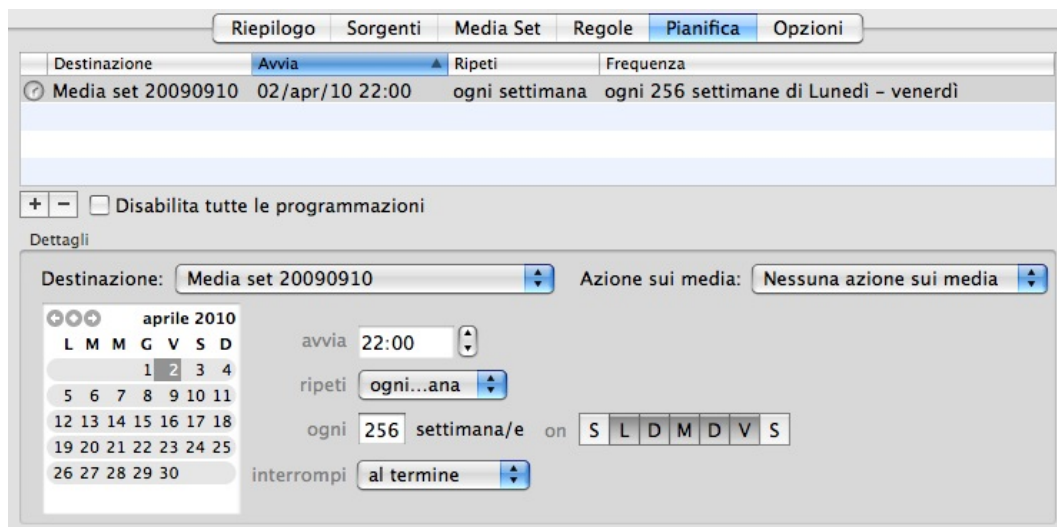 Riepilogo Sorgenti Media Set Regole Pianifica Opzioni
Destinazione Avvia Ripeti Frequenza
Media set 20090910 02/apr/10 22:00 ogni settimana ogni 256 settimane di Lunedì – venerdì
+ − Disabilita tutte le programmazioni
Dettagli
Destinazione: Media set 20090910 Azione sui media: Nessuna azione sui media
aprile 2010
L M M G V S D
1 2 3 4
5 6 7 8 9 10 11
12 13 14 15 16 17 18
19 20 21 22 23 24 25
26 27 28 29 30
avvia 22:00
ripeti ogni...ana
ogni 256 settimana/e on S L D M D V S
interrompi al termine